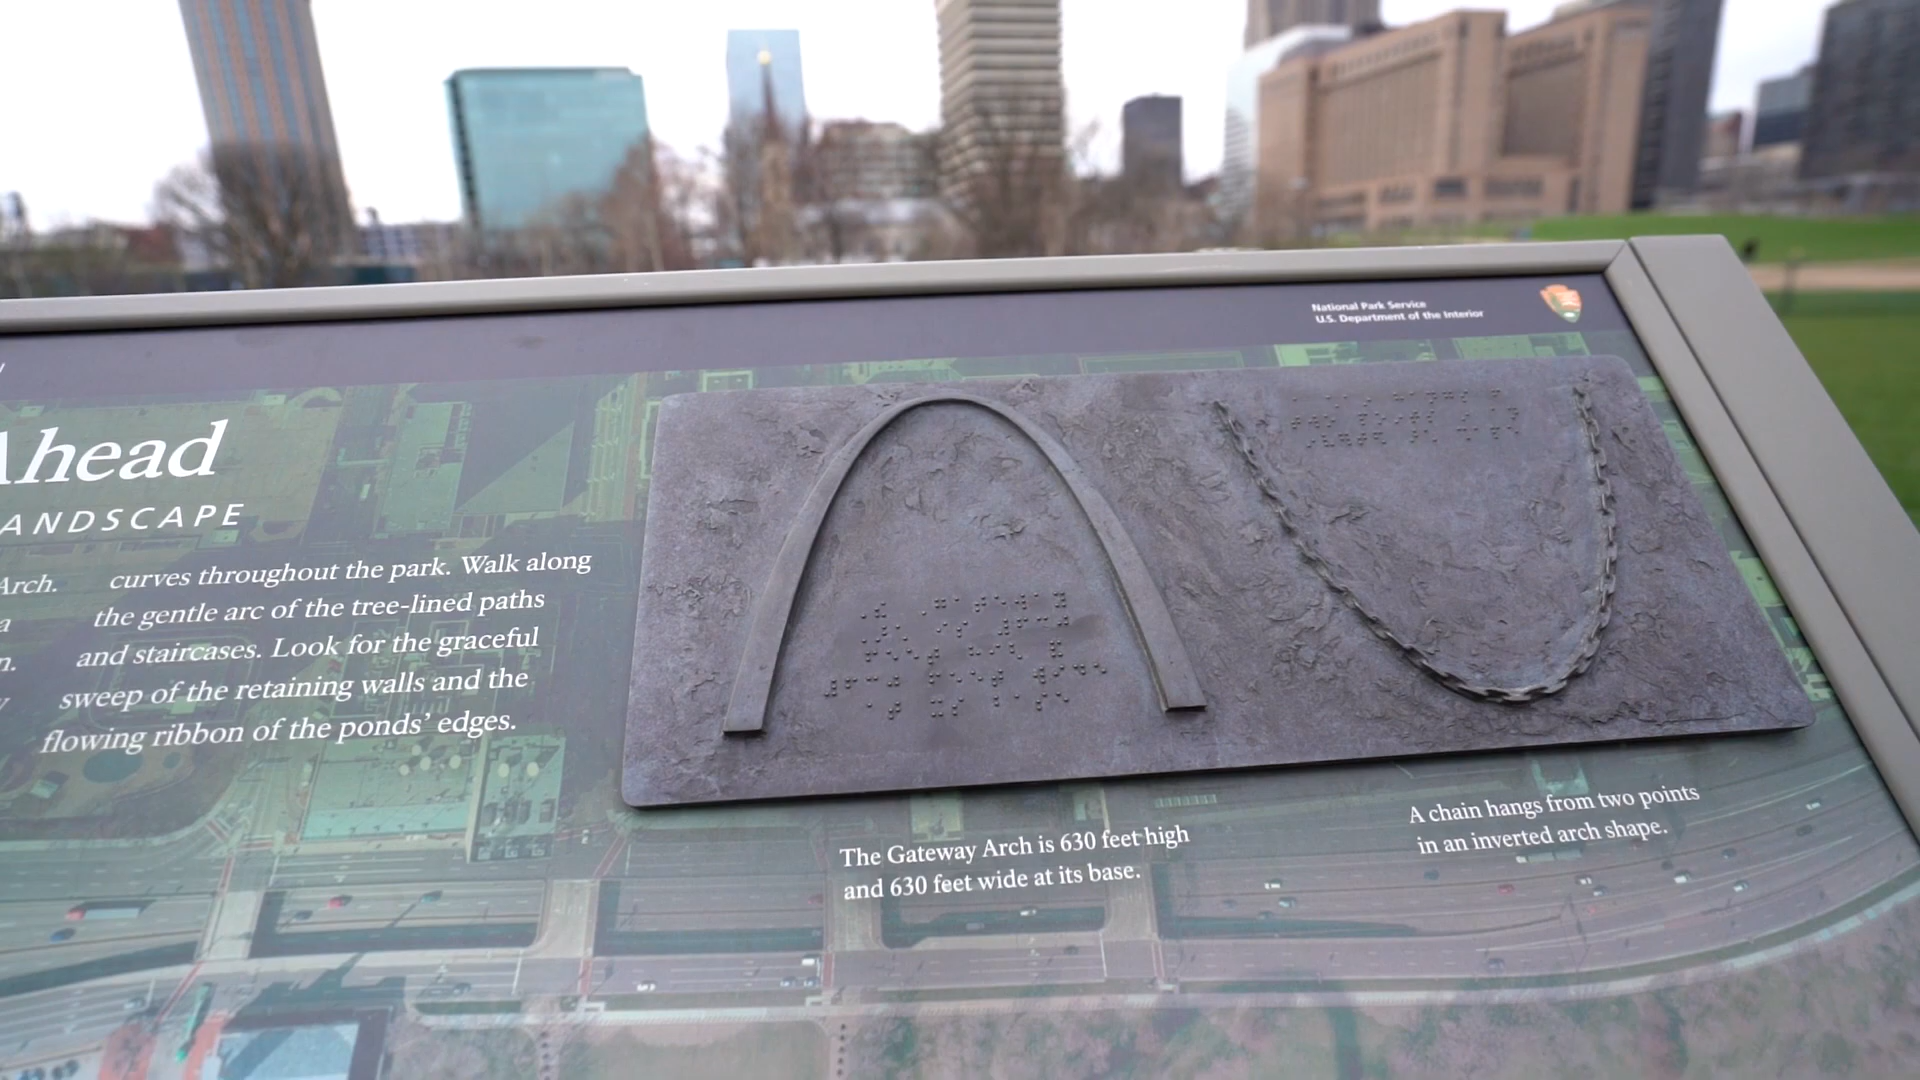 National Park Service
U.S. Department of the Interior
Ahead
LANDSCAPE
Arch.
curves throughout the park. Walk along
a
the gentle arc of the tree-lined paths
n.
and staircases. Look for the graceful
y
sweep of the retaining walls and the
flowing ribbon of the ponds’ edges.
The Gateway Arch is 630 feet high
and 630 feet wide at its base.
A chain hangs from two points
in an inverted arch shape.